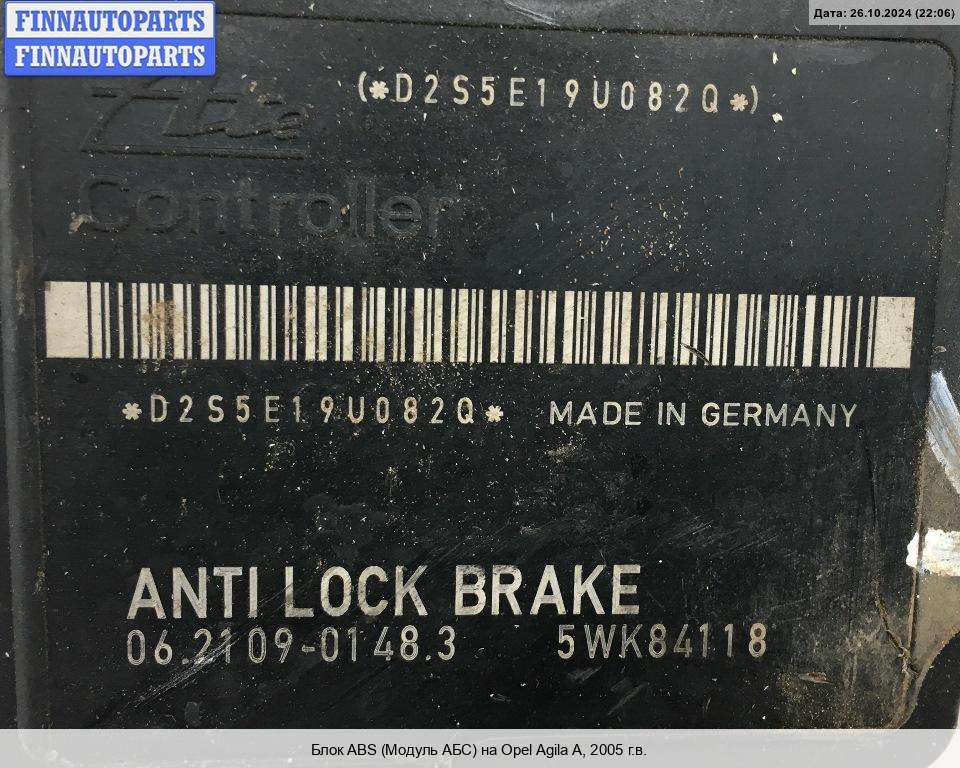 FINNAUTOPARTS
FINNAUTOPARTS
Дата: 26.10.2024 (22:06)
(*D2S5E19U082Q*)
Ate
Controller
*D2S5E19U082Q* MADE IN GERMANY
ANTI LOCK BRAKE
06.2109-0148.3 5WK84118
Блок ABS (Модуль АБС) на Opel Agila A, 2005 г.в.